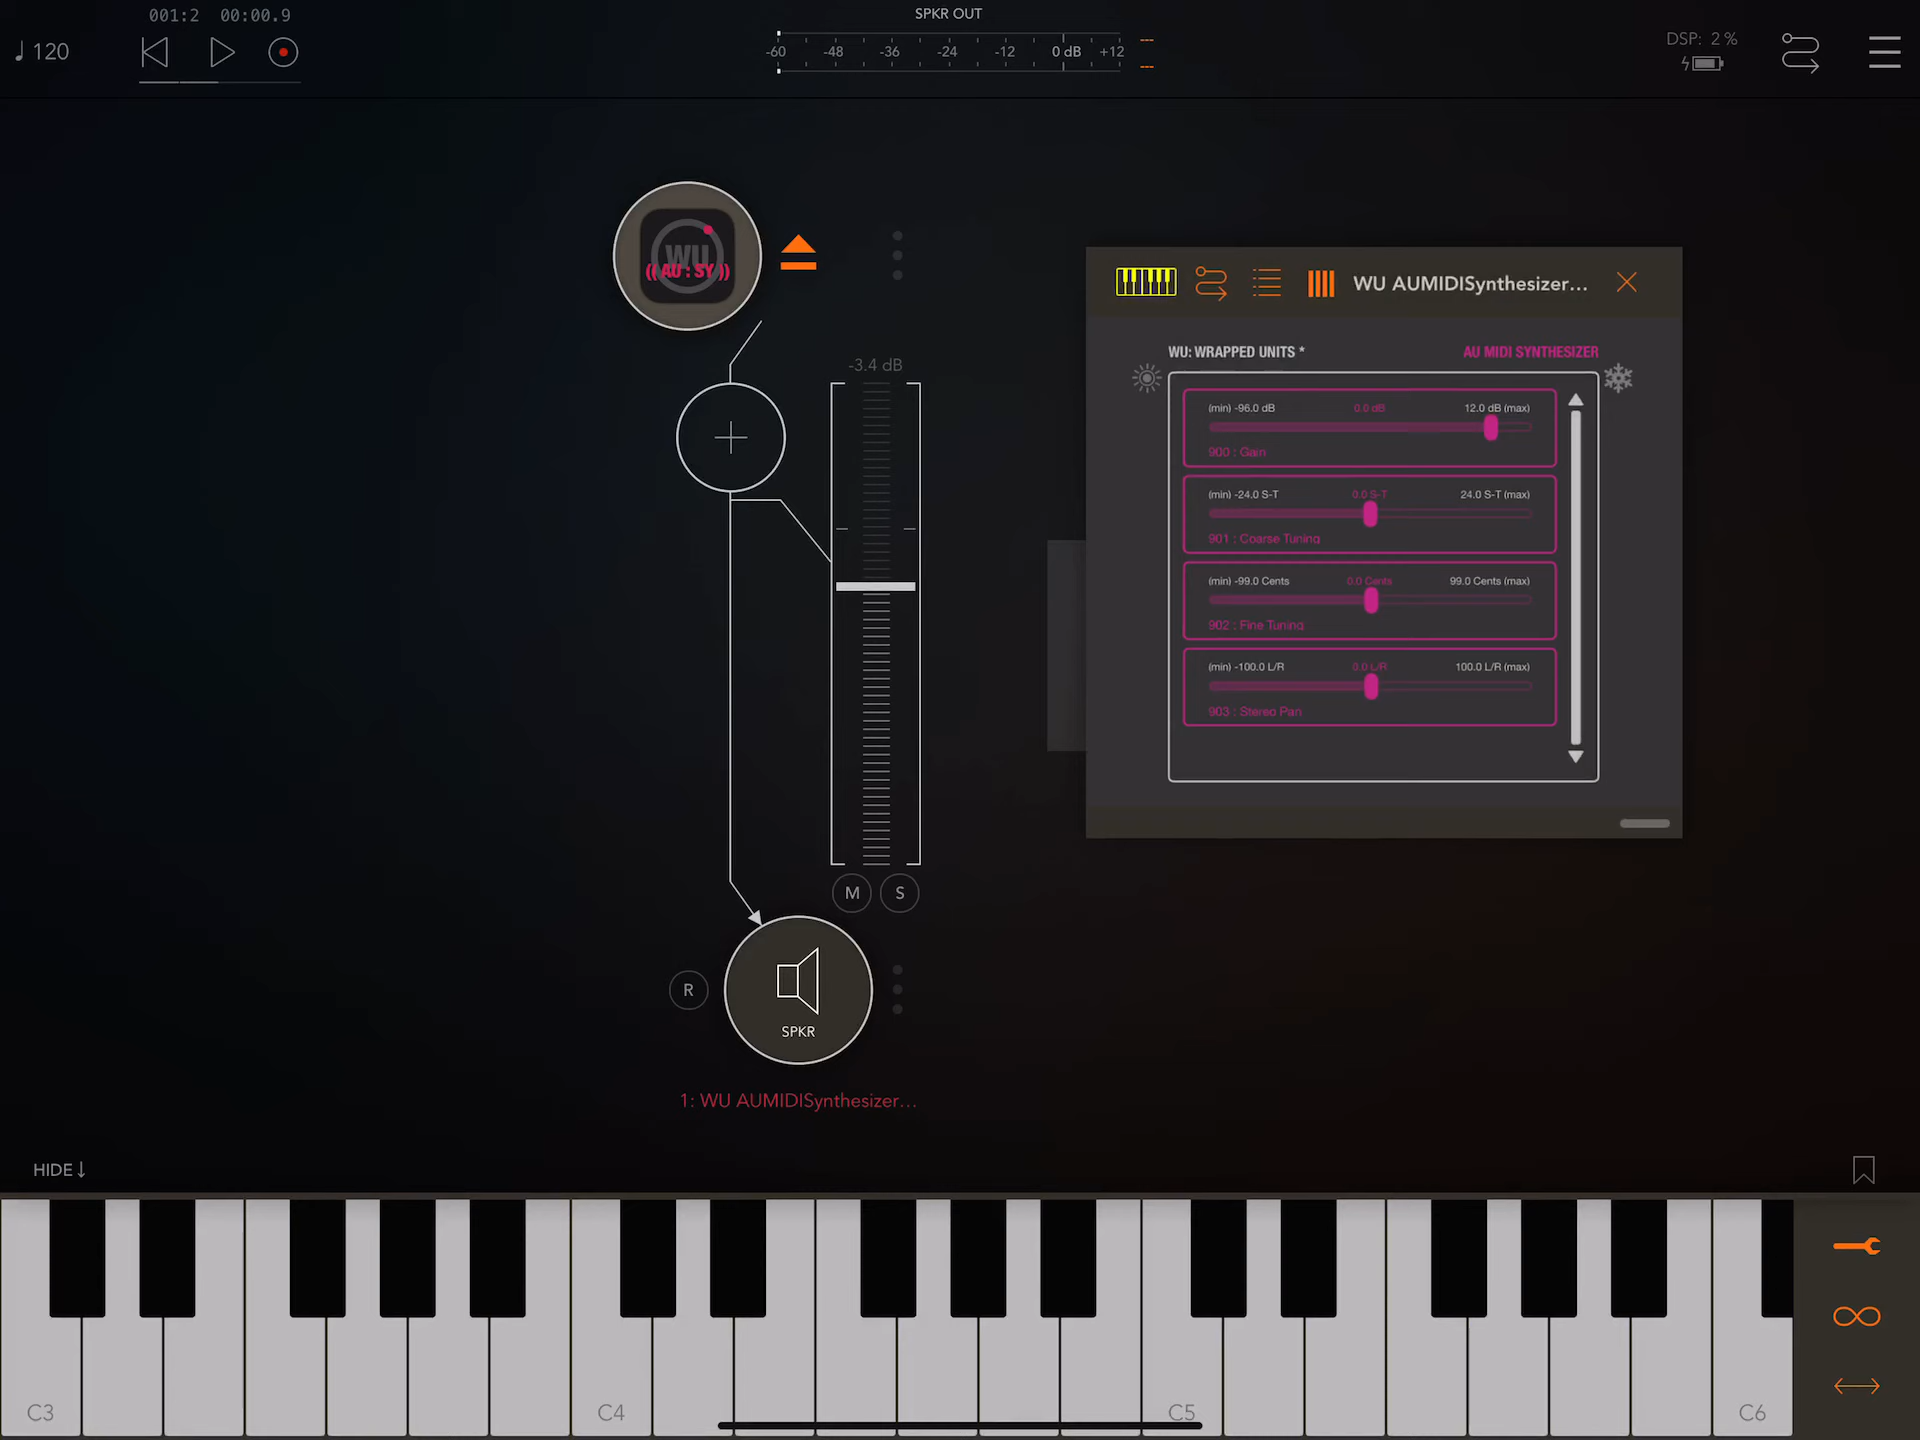 001:2 00:00.9
SPKR OUT
♩ 120
-60 -48 -36 -24 -12 0 dB +12
---
---
DSP: 2 %
WU
(( AU : SY ))
WU AUMIDISynthesizer...
WU: WRAPPED UNITS *
AU MIDI SYNTHESIZER
-3.4 dB
(min) -96.0 dB 0.0 dB 12.0 dB (max)
900 : Gain
(min) -24.0 S-T 0.0 S-T 24.0 S-T (max)
901 : Coarse Tuning
(min) -99.0 Cents 0.0 Cents 99.0 Cents (max)
902 : Fine Tuning
(min) -100.0 L/R 0.0 L/R 100.0 L/R (max)
903 : Stereo Pan
M S
R
SPKR
1: WU AUMIDISynthesizer...
HIDE↓
C3 C4 C5 C6